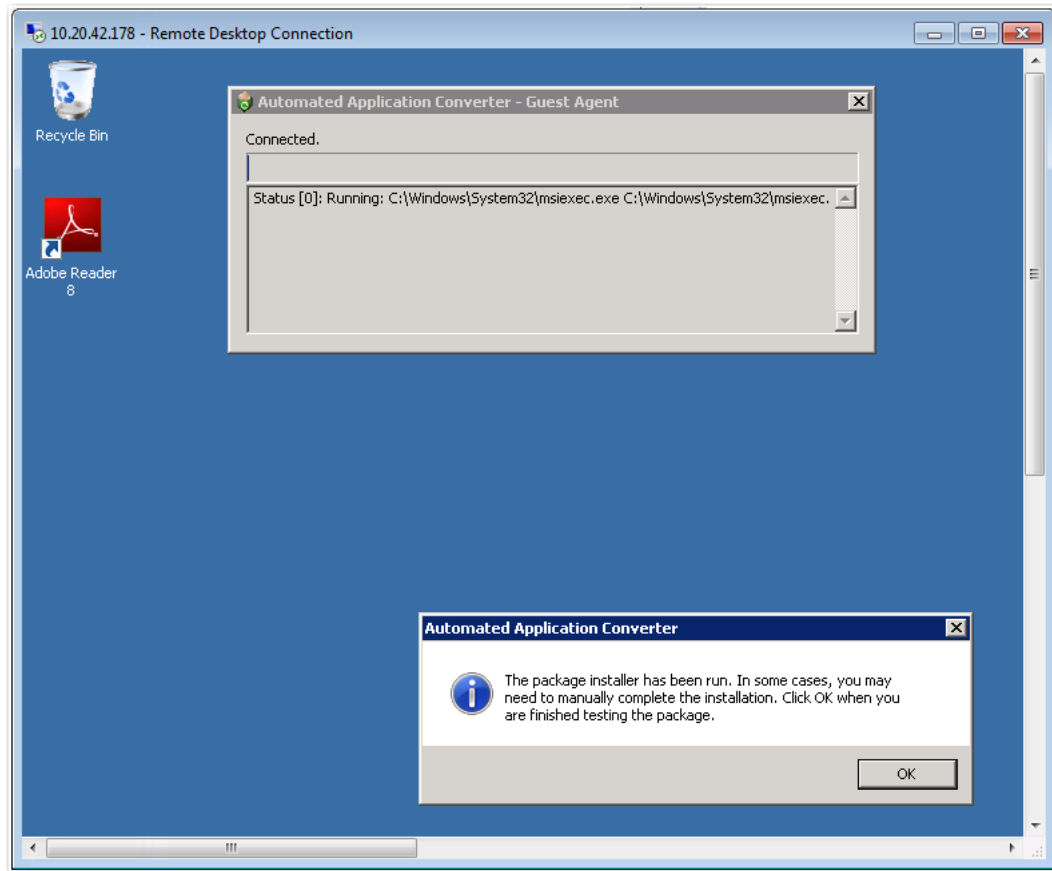 10.20.42.178 - Remote Desktop Connection
Recycle Bin
Automated Application Converter - Guest Agent
Connected.
Status [0]: Running: C:\Windows\System32\msiexec.exe C:\Windows\System32\msiexec.
Adobe Reader
8
Automated Application Converter
The package installer has been run. In some cases, you may
need to manually complete the installation. Click OK when you
are finished testing the package.
OK